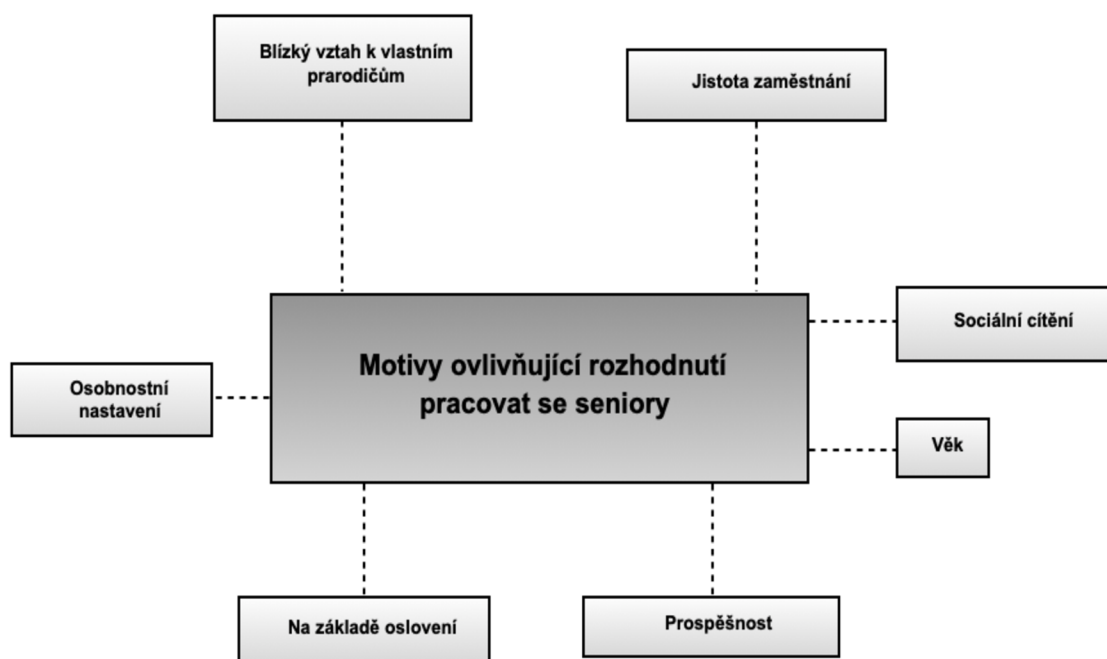 Blízký vztah k vlastním
prarodičům
Jistota zaměstnání
Sociální cítění
Motivy ovlivňující rozhodnutí
pracovat se seniory
Osobnostní
nastavení
Věk
Na základě oslovení
Prospěšnost